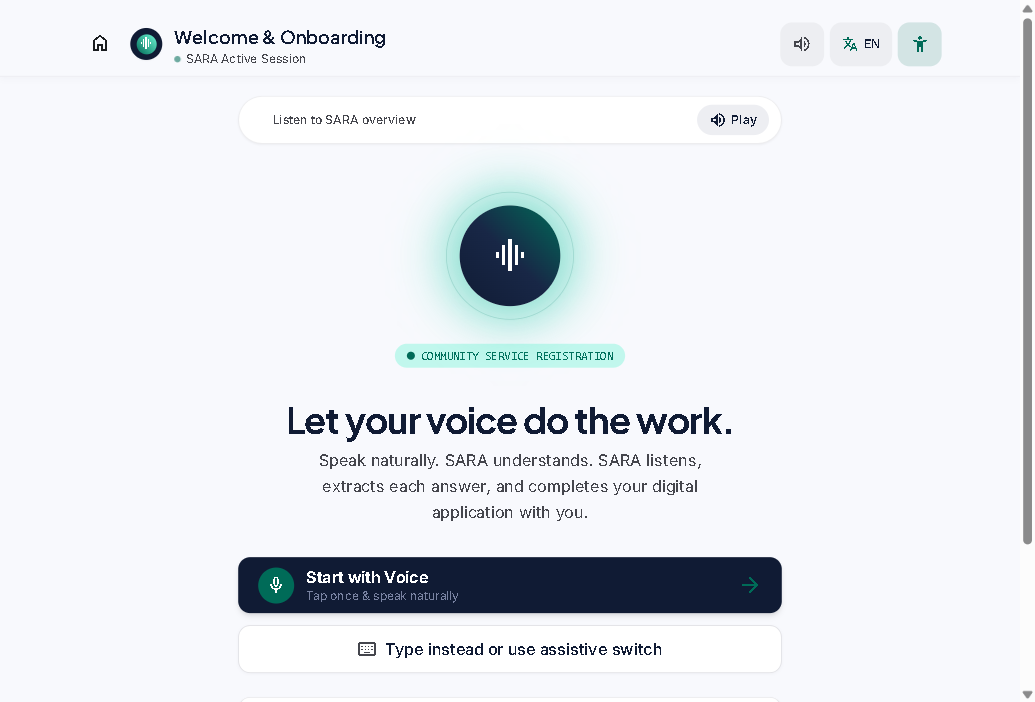 Welcome & Onboarding
SARA Active Session
EN
Listen to SARA overview
Play
COMMUNITY SERVICE REGISTRATION
Let your voice do the work.
Speak naturally. SARA understands. SARA listens,
extracts each answer, and completes your digital
application with you.
Start with Voice
Tap once & speak naturally
Type instead or use assistive switch